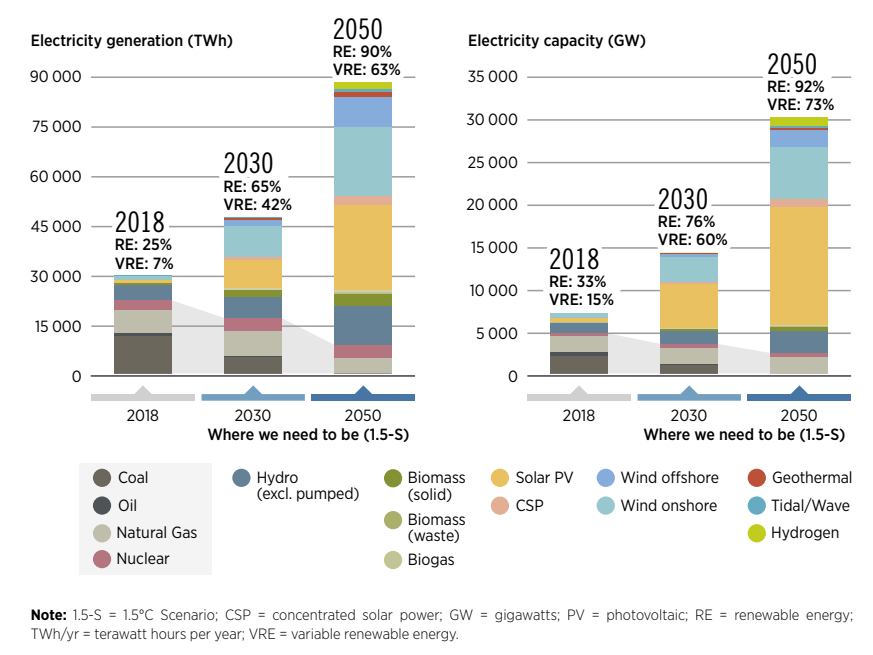 Electricity generation (TWh)
2050
RE: 90%
VRE: 63%
90 000
75 000
2030
RE: 65%
VRE: 42%
60 000
2018
RE: 25%
VRE: 7%
45 000
30 000
15 000
0
2018
2030
2050
Where we need to be (1.5-S)
Electricity capacity (GW)
2050
RE: 92%
VRE: 73%
35 000
30 000
25 000
2030
RE: 76%
VRE: 60%
20 000
15 000
2018
RE: 33%
VRE: 15%
10 000
5 000
0
2018
2030
2050
Where we need to be (1.5-S)
Coal
Oil
Natural Gas
Nuclear
Hydro
(excl. pumped)
Biomass
(solid)
Biomass
(waste)
Biogas
Solar PV
CSP
Wind offshore
Wind onshore
Geothermal
Tidal/Wave
Hydrogen
Note: 1.5-S = 1.5°C Scenario; CSP = concentrated solar power; GW = gigawatts; PV = photovoltaic; RE = renewable energy;
TWh/yr = terawatt hours per year; VRE = variable renewable energy.